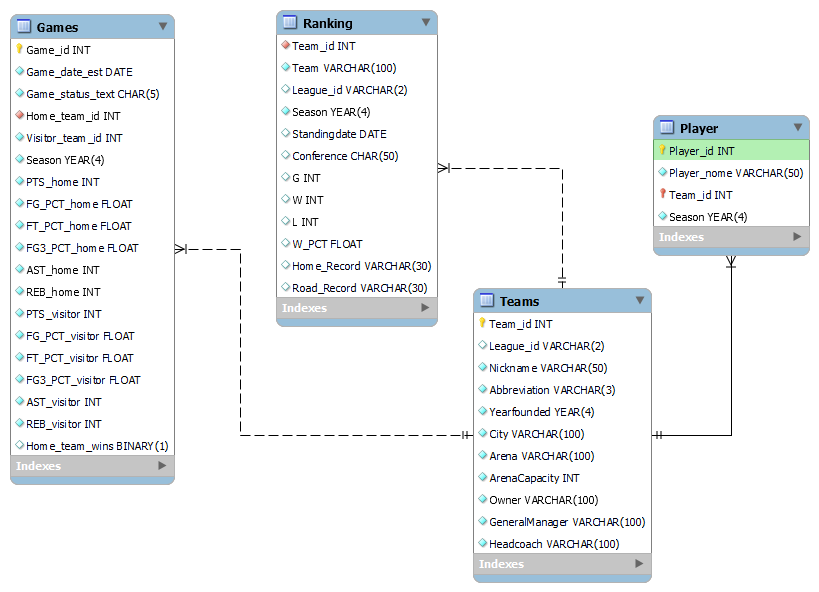 Games
Game_id INT
Game_date_est DATE
Game_status_text CHAR(5)
Home_team_id INT
Visitor_team_id INT
Season YEAR(4)
PTS_home INT
FG_PCT_home FLOAT
FT_PCT_home FLOAT
FG3_PCT_home FLOAT
AST_home INT
REB_home INT
PTS_visitor INT
FG_PCT_visitor FLOAT
FT_PCT_visitor FLOAT
FG3_PCT_visitor FLOAT
AST_visitor INT
REB_visitor INT
Home_team_wins BINARY(1)
Indexes
Ranking
Team_id INT
Team VARCHAR(100)
League_id VARCHAR(2)
Season YEAR(4)
Standingdate DATE
Conference CHAR(50)
G INT
W INT
L INT
W_PCT FLOAT
Home_Record VARCHAR(30)
Road_Record VARCHAR(30)
Indexes
Player
Player_id INT
Player_nome VARCHAR(50)
Team_id INT
Season YEAR(4)
Indexes
Teams
Team_id INT
League_id VARCHAR(2)
Nickname VARCHAR(50)
Abbreviation VARCHAR(3)
Yearfounded YEAR(4)
City VARCHAR(100)
Arena VARCHAR(100)
ArenaCapacity INT
Owner VARCHAR(100)
GeneralManager VARCHAR(100)
Headcoach VARCHAR(100)
Indexes